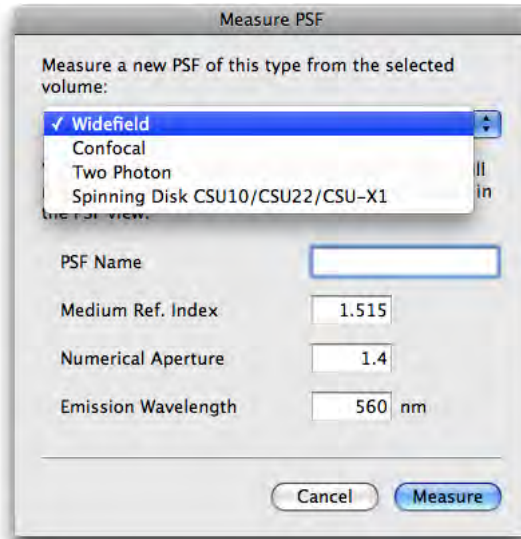 Measure PSF
Measure a new PSF of this type from the selected
volume:
✓ Widefield
Confocal
Two Photon
Spinning Disk CSU10/CSU22/CSU-X1
in
the PSF view.
PSF Name
Medium Ref. Index 1.515
Numerical Aperture 1.4
Emission Wavelength 560 nm
Cancel Measure